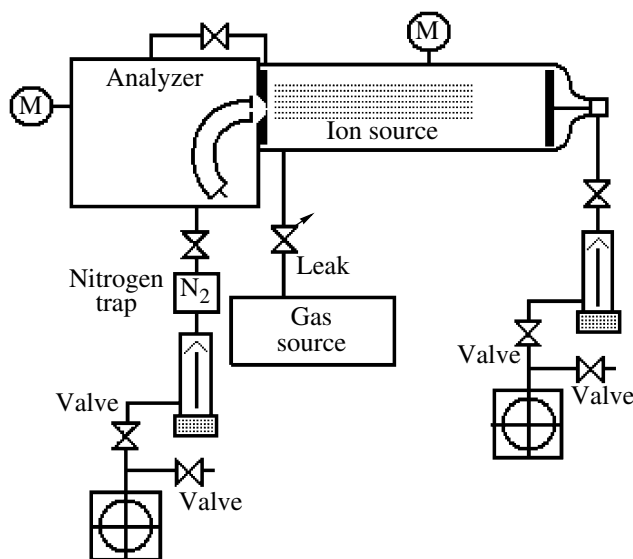 M
Analyzer
M
Ion source
Leak
Nitrogen
trap
N2
Gas
source
Valve
Valve
Valve
Valve